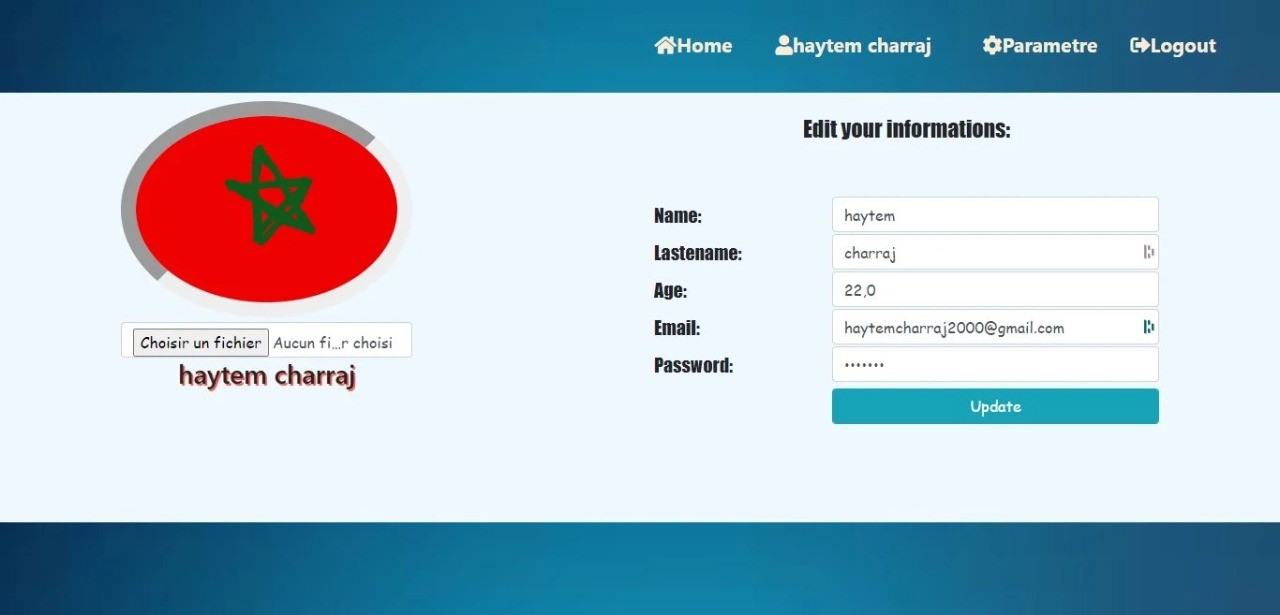 Home haytem charraj Parametre Logout
Choisir un fichier Aucun fi...r choisi
haytem charraj
Edit your informations:
Name: haytem
Lastename: charraj
Age: 22,0
Email: haytemcharraj2000@gmail.com
Password: •••••••
Update